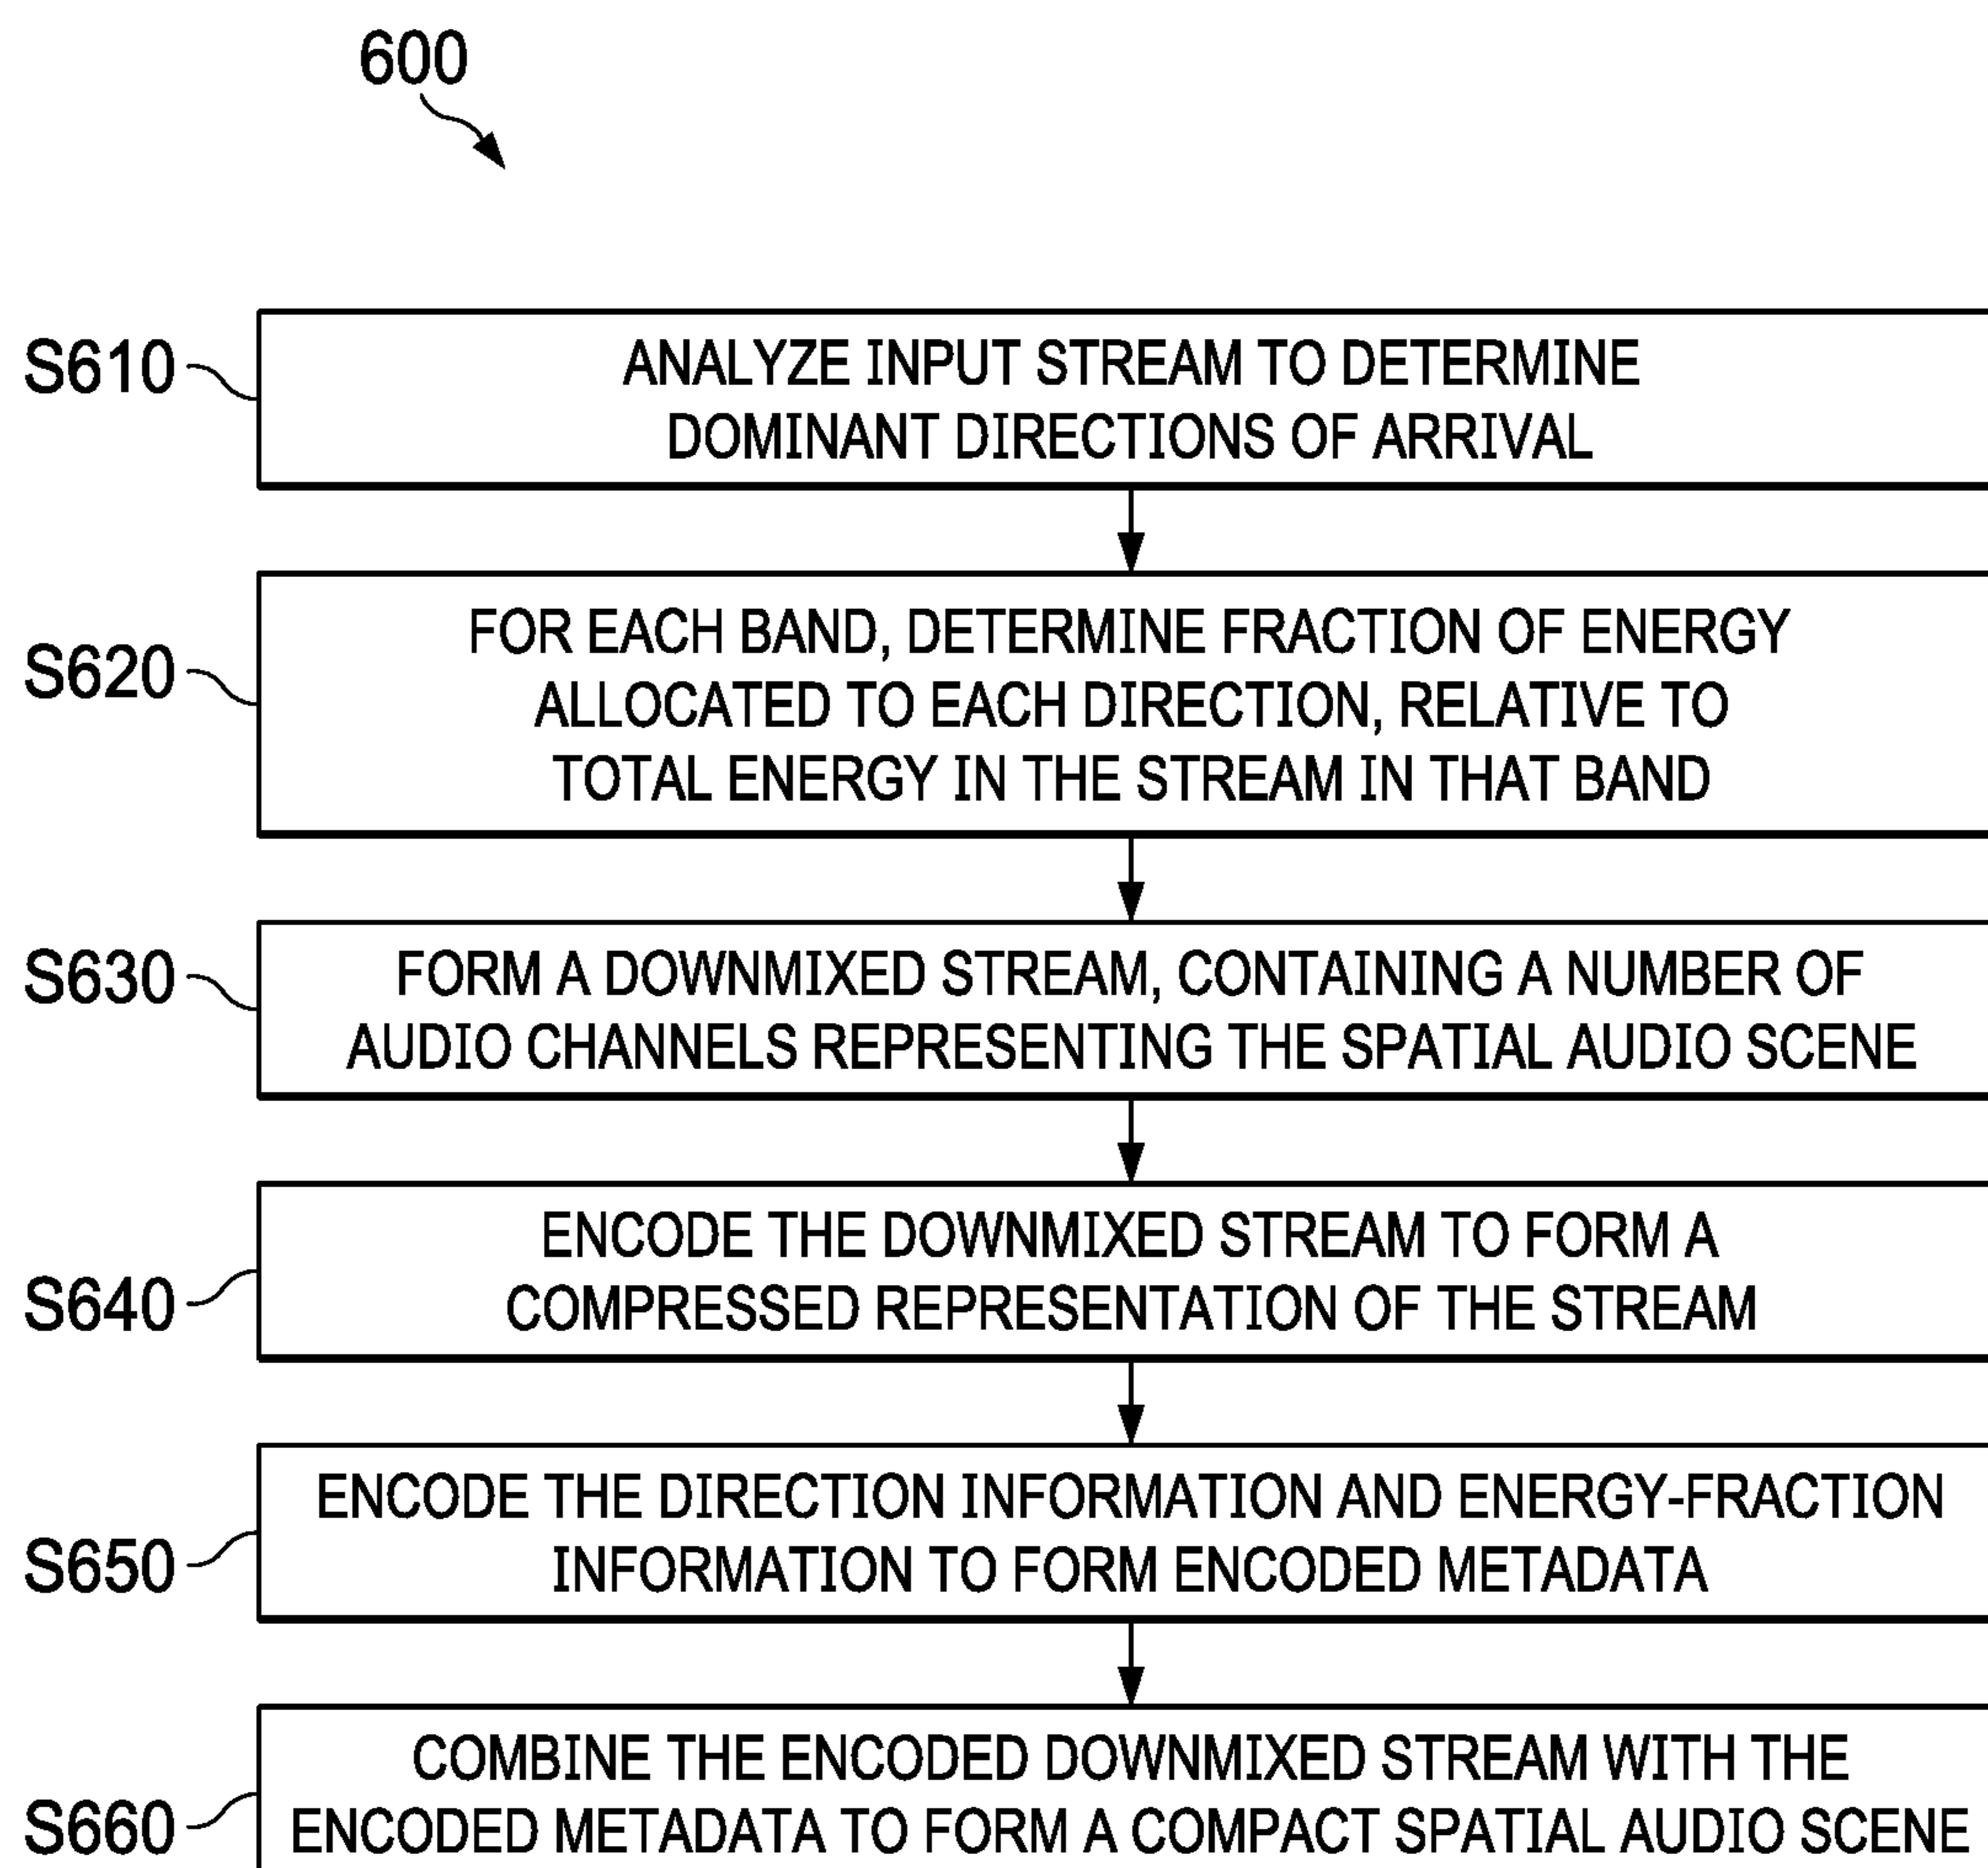 600
S610
ANALYZE INPUT STREAM TO DETERMINE
DOMINANT DIRECTIONS OF ARRIVAL
S620
FOR EACH BAND, DETERMINE FRACTION OF ENERGY
ALLOCATED TO EACH DIRECTION, RELATIVE TO
TOTAL ENERGY IN THE STREAM IN THAT BAND
S630
FORM A DOWNMIXED STREAM, CONTAINING A NUMBER OF
AUDIO CHANNELS REPRESENTING THE SPATIAL AUDIO SCENE
S640
ENCODE THE DOWNMIXED STREAM TO FORM A
COMPRESSED REPRESENTATION OF THE STREAM
S650
ENCODE THE DIRECTION INFORMATION AND ENERGY-FRACTION
INFORMATION TO FORM ENCODED METADATA
S660
COMBINE THE ENCODED DOWNMIXED STREAM WITH THE
ENCODED METADATA TO FORM A COMPACT SPATIAL AUDIO SCENE